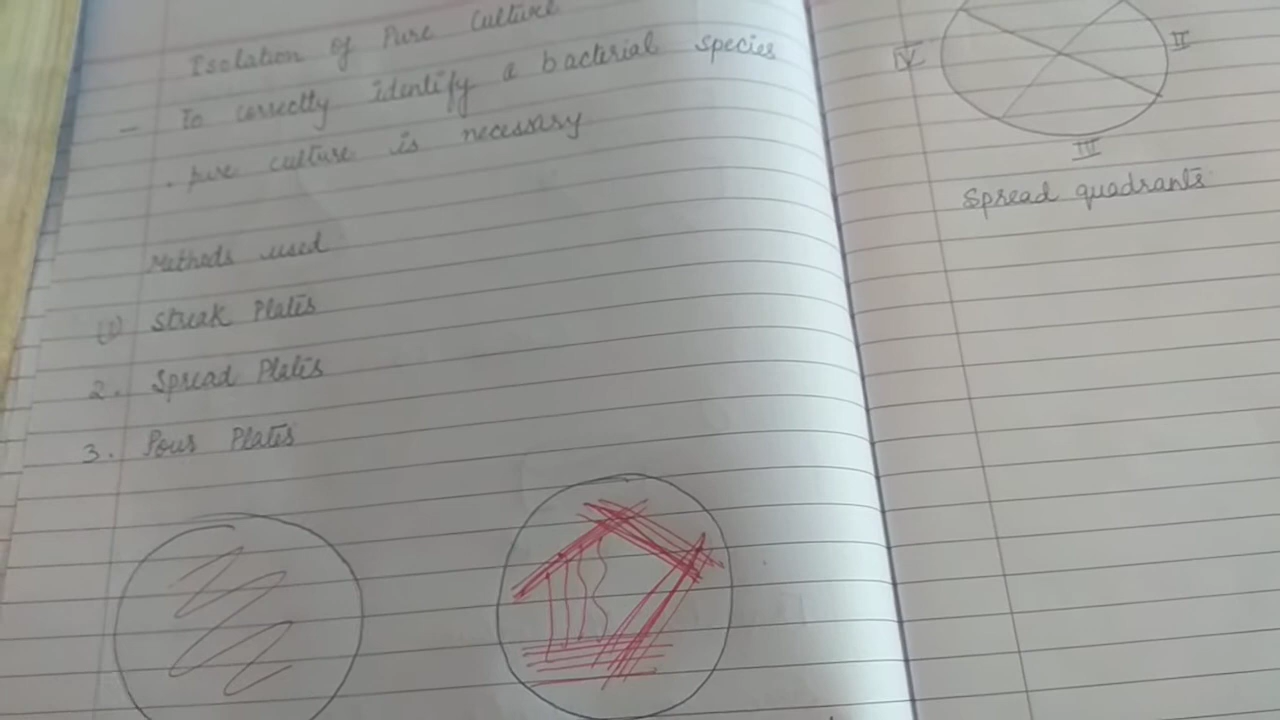 Isolation of Pure Culture
- To correctly identify a bacterial species
. pure culture is necessary
Methods used
(1) Streak Plates
2. Spread Plates
3. Pour Plates
IV
II
III
Spread quadrants